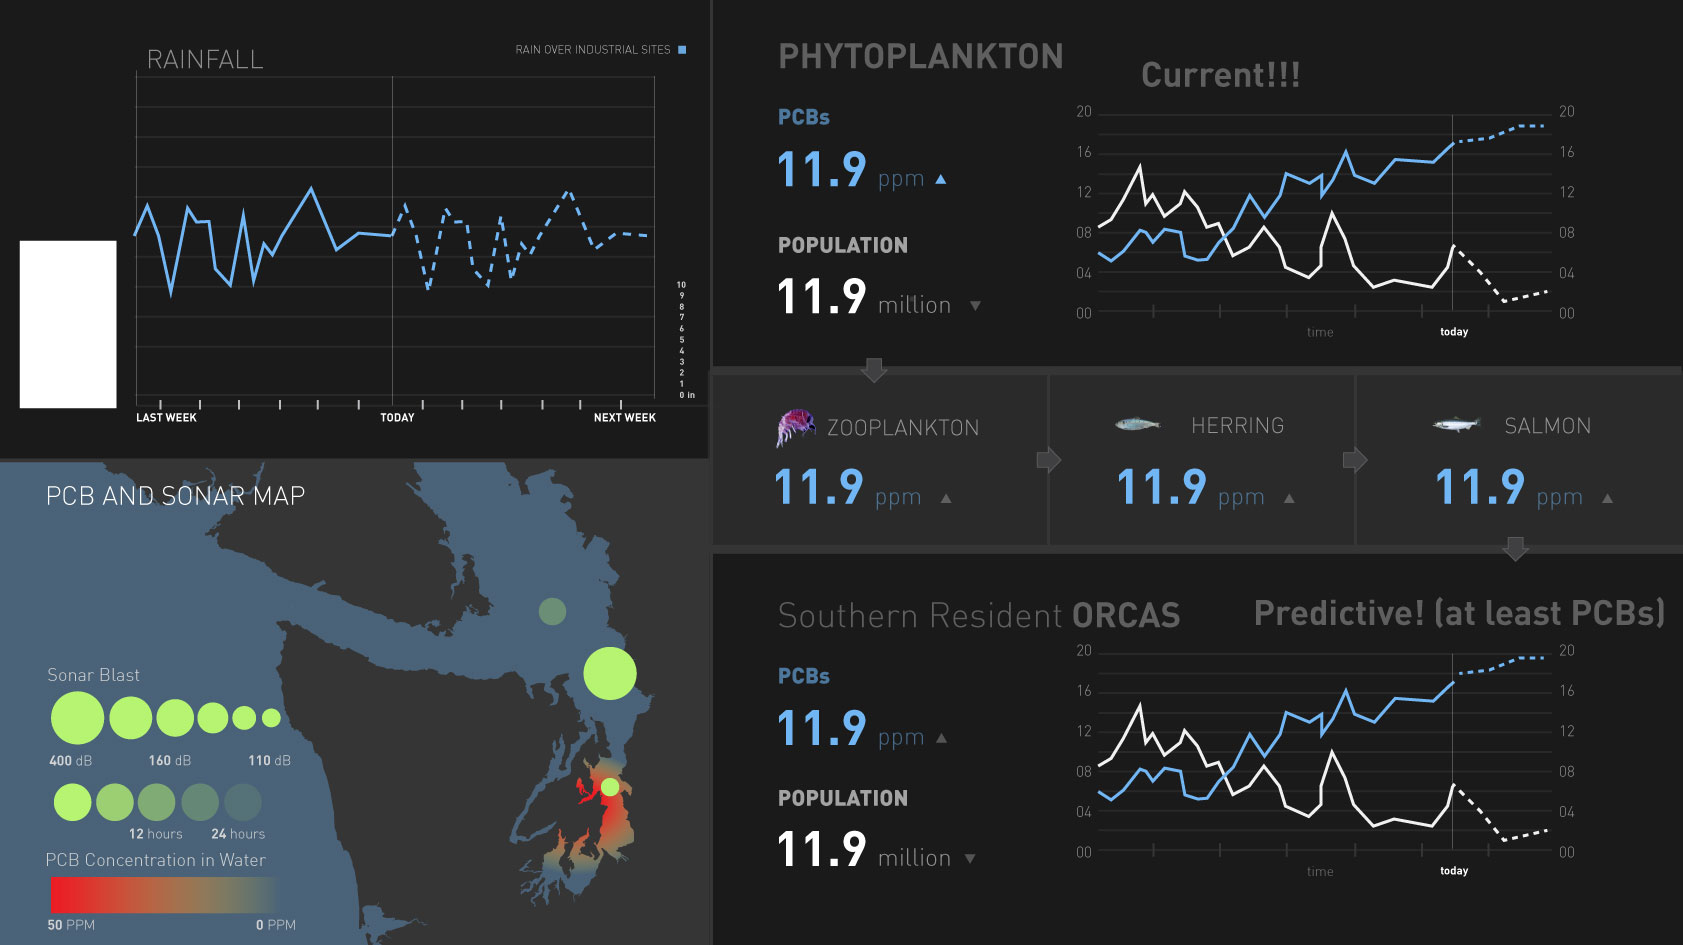 RAINFALL
RAIN OVER INDUSTRIAL SITES
10
9
8
7
6
5
4
3
2
1
0 in
LAST WEEK
TODAY
NEXT WEEK
PHYTOPLANKTON
Current!!!
PCBs
11.9 ppm
POPULATION
11.9 million
20
16
12
08
04
00
20
16
12
08
04
00
time
today
ZOOPLANKTON
11.9 ppm
HERRING
11.9 ppm
SALMON
11.9 ppm
PCB AND SONAR MAP
Sonar Blast
400 dB
160 dB
110 dB
12 hours
24 hours
PCB Concentration in Water
50 PPM
0 PPM
Southern Resident ORCAS
Predictive! (at least PCBs)
PCBs
11.9 ppm
POPULATION
11.9 million
20
16
12
08
04
00
20
16
12
08
04
00
time
today